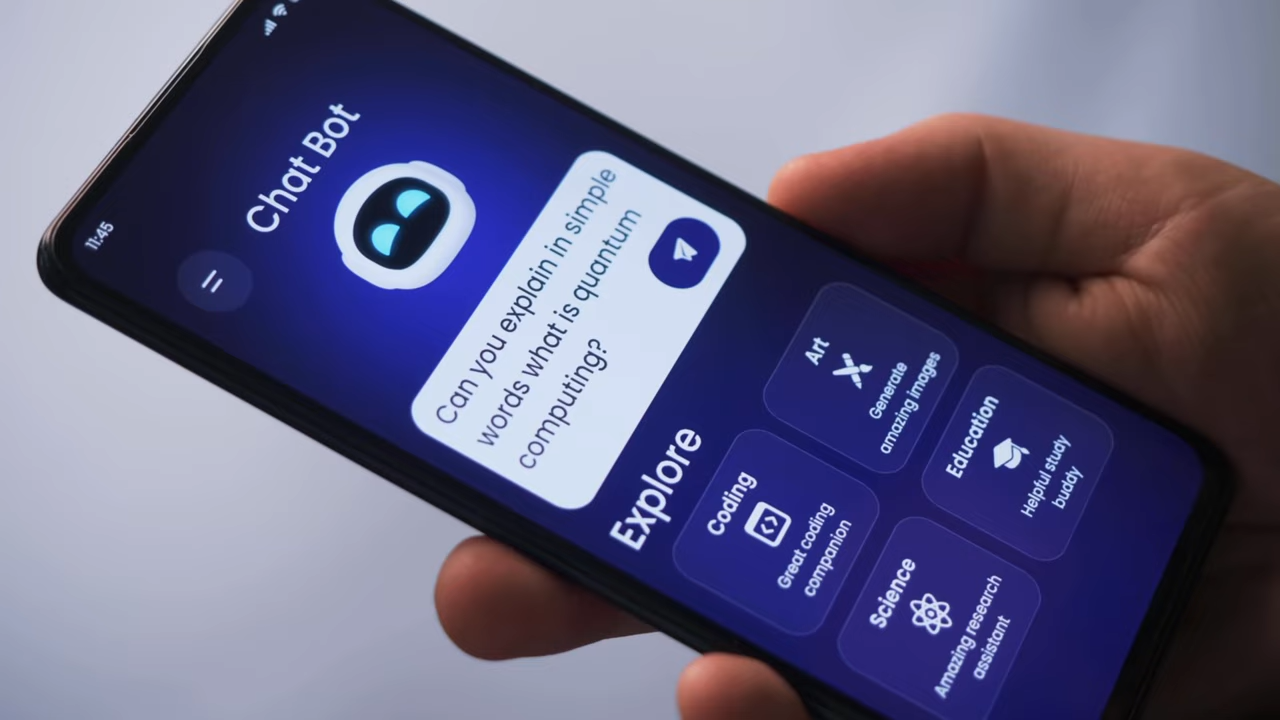 11:45
Chat Bot
Can you explain in simple
words what is quantum
computing?
Explore
Coding
Great coding
companion
Art
Generate
amazing images
Science
Amazing research
assistant
Education
Helpful study
buddy